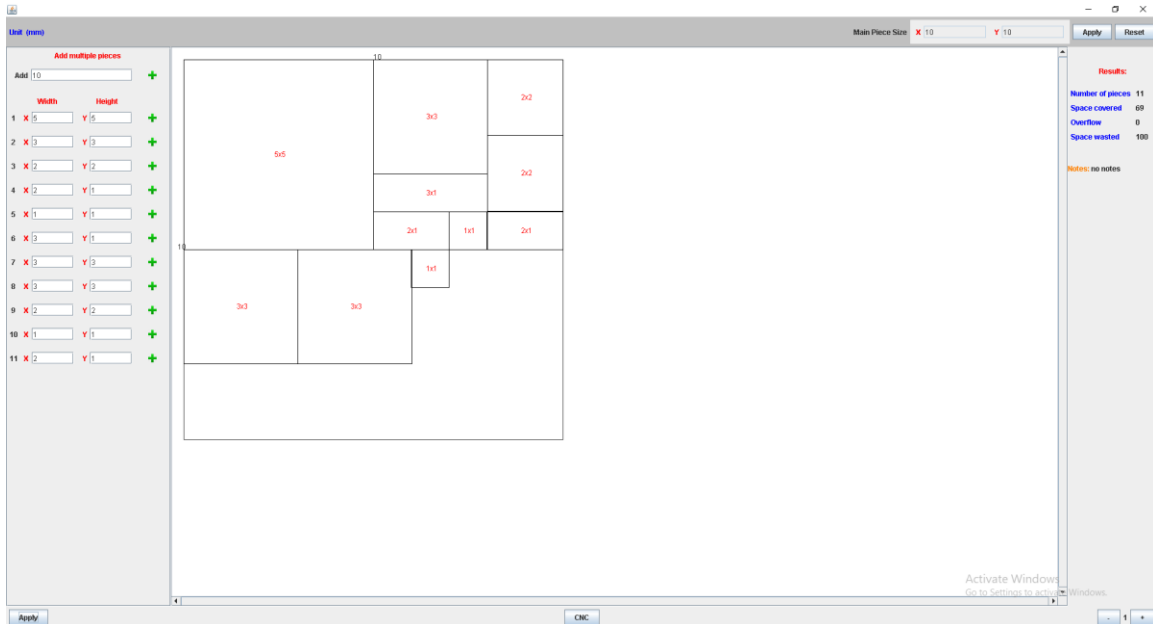 Unit (mm)
Main Piece Size X 10 Y 10 Apply Reset
Add multiple pieces
Add 10
Width Height
1 X 5 Y 5
2 X 3 Y 3
3 X 2 Y 2
4 X 2 Y 1
5 X 1 Y 1
6 X 3 Y 1
7 X 3 Y 3
8 X 3 Y 3
9 X 2 Y 2
10 X 1 Y 1
11 X 2 Y 1
10
2x2
3x3
5x5
2x2
3x1
2x1 1x1 2x1
10
1x1
3x3 3x3
Results:
Number of pieces 11
Space covered 69
Overflow 0
Space wasted 100
Notes: no notes
Activate Windows
Go to Settings to activate Windows.
Apply CNC - 1 +